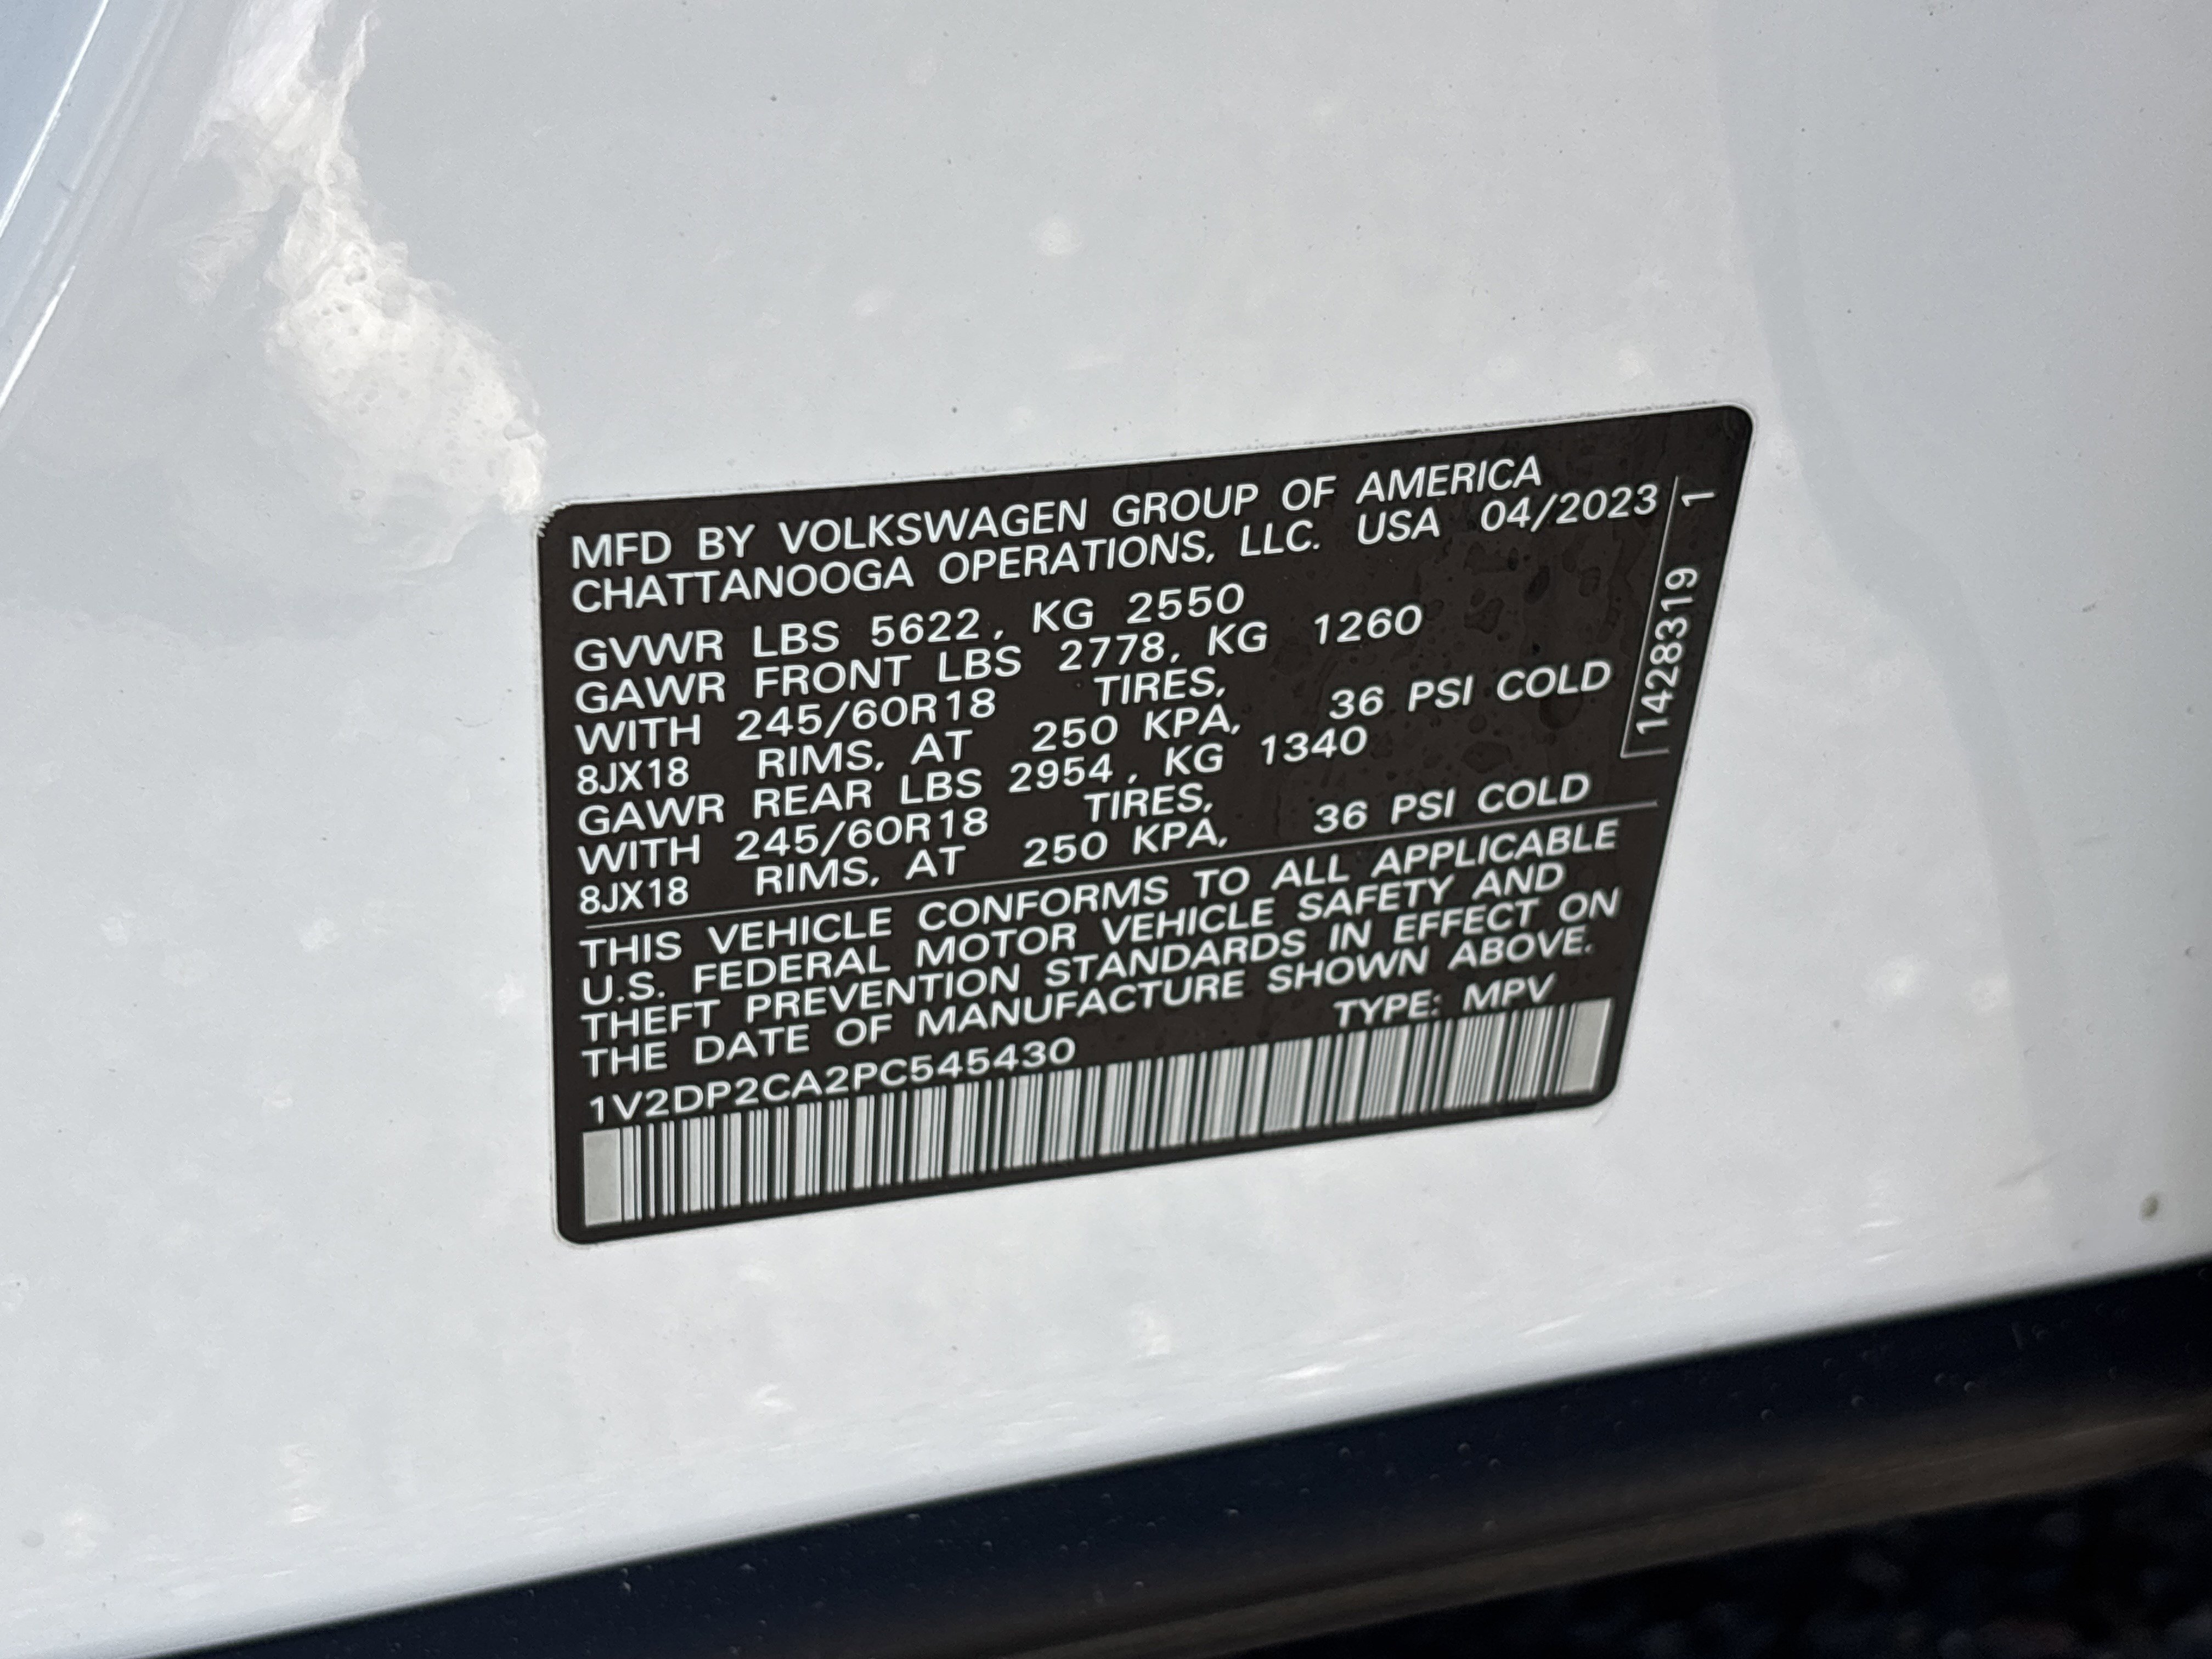 MFD BY VOLKSWAGEN GROUP OF AMERICA
CHATTANOOGA OPERATIONS, LLC. USA 04/2023
GVWR LBS 5622, KG 2550
GAWR FRONT LBS 2778, KG 1260
WITH 245/60R18 TIRES,
8JX18 RIMS, AT 250 KPA, 36 PSI COLD
GAWR REAR LBS 2954, KG 1340
WITH 245/60R18 TIRES,
8JX18 RIMS, AT 250 KPA, 36 PSI COLD
THIS VEHICLE CONFORMS TO ALL APPLICABLE
U.S. FEDERAL MOTOR VEHICLE SAFETY AND
THEFT PREVENTION STANDARDS IN EFFECT ON
THE DATE OF MANUFACTURE SHOWN ABOVE.
1V2DP2CA2PC545430 TYPE: MPV
14283191 1